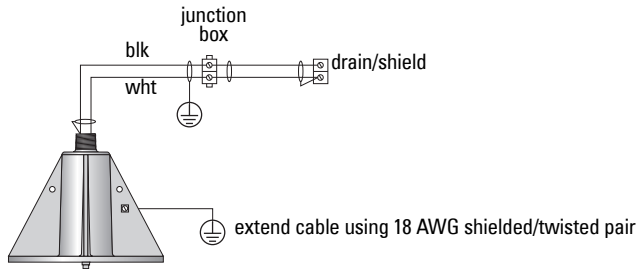 junction
box
blk
drain/shield
wht
extend cable using 18 AWG shielded/twisted pair